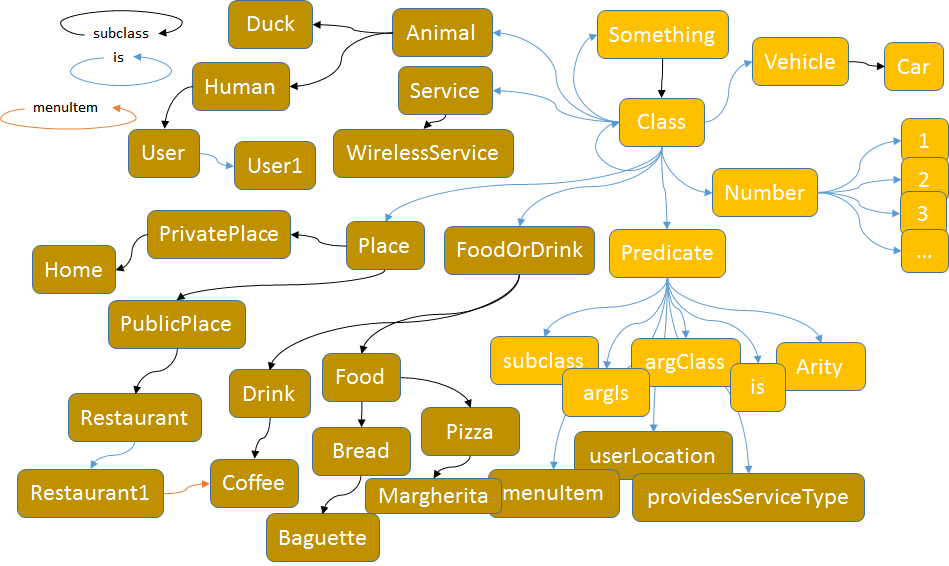 Duck
Animal
Something
Vehicle
Car
subclass
is
Human
Service
Class
menuItem
User
User1
WirelessService
Number
1
2
3
...
PrivatePlace
Place
FoodOrDrink
Predicate
Home
PublicPlace
subclass
argIs
argClass
is
Arity
Drink
Food
Restaurant
Bread
Pizza
userLocation
Restaurant1
Coffee
Margherita
menuItem
providesServiceType
Baguette